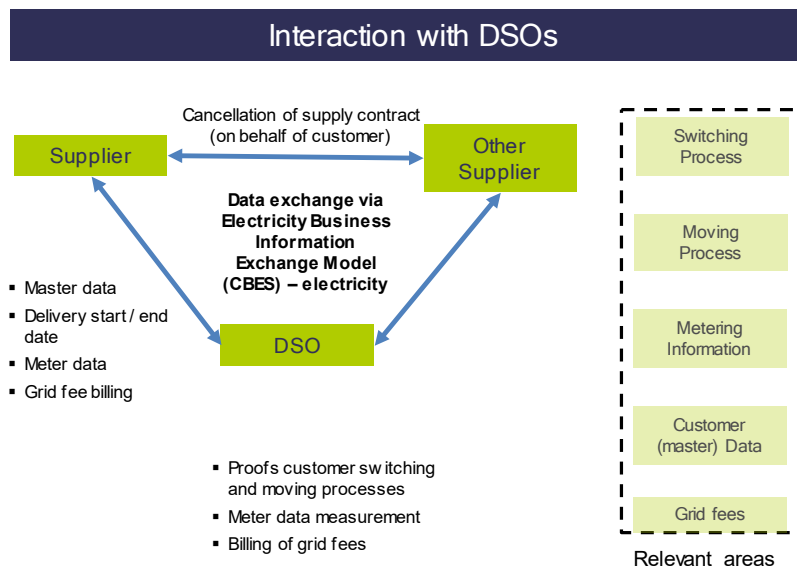 Interaction with DSOs
Cancellation of supply contract
(on behalf of customer)
Supplier
Other
Supplier
Data exchange via
Electricity Business
Information
Exchange Model
(CBES) – electricity
▪ Master data
▪ Delivery start / end
date
▪ Meter data
▪ Grid fee billing
DSO
▪ Proofs customer switching
and moving processes
▪ Meter data measurement
▪ Billing of grid fees
Switching
Process
Moving
Process
Metering
Information
Customer
(master) Data
Grid fees
Relevant areas